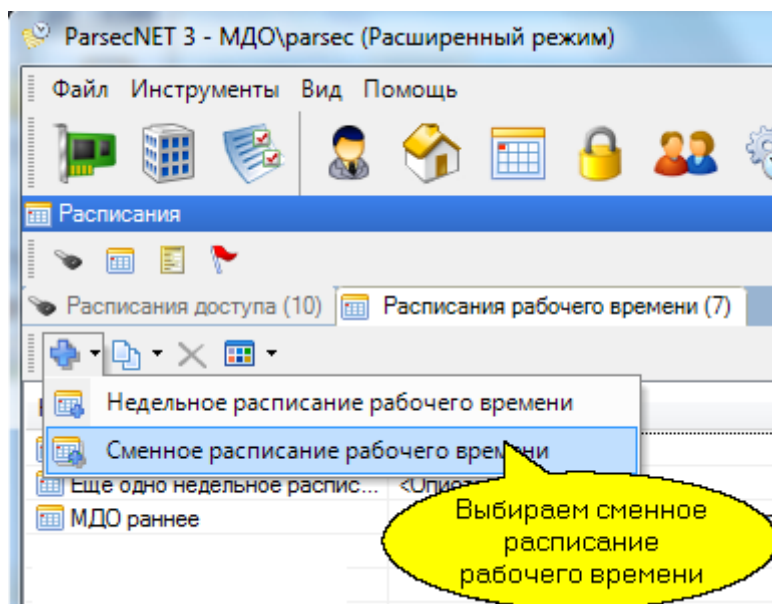 ParsecNET 3 - МДО\parsec (Расширенный режим)
Файл Инструменты Вид Помощь
Расписания
Расписания доступа (10) Расписания рабочего времени (7)
Недельное расписание рабочего времени
Сменное расписание рабочего времени
Еще одно недельное распис...
МДО раннее
Выбираем сменное
расписание
рабочего времени